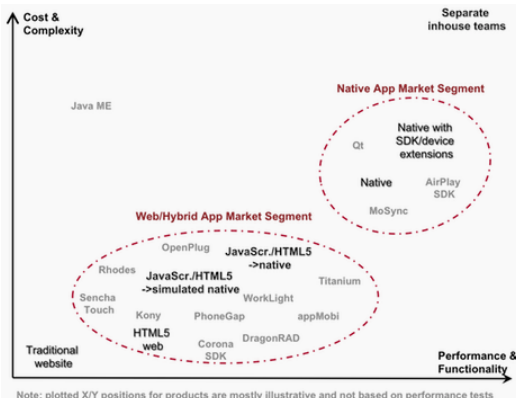 Cost &
Complexity
Separate
inhouse teams
Native App Market Segment
Java ME
Qt
Native with
SDK/device
extensions
Native
AirPlay
SDK
MoSync
Web/Hybrid App Market Segment
OpenPlug
JavaScr./HTML5
->native
Rhodes
JavaScr./HTML5
->simulated native
Titanium
Sencha
Touch
WorkLight
Kony
PhoneGap
appMobi
HTML5
web
Corona
SDK
DragonRAD
Traditional
website
Performance &
Functionality
Note: plotted X/Y positions for products are mostly illustrative and not based on performance tests